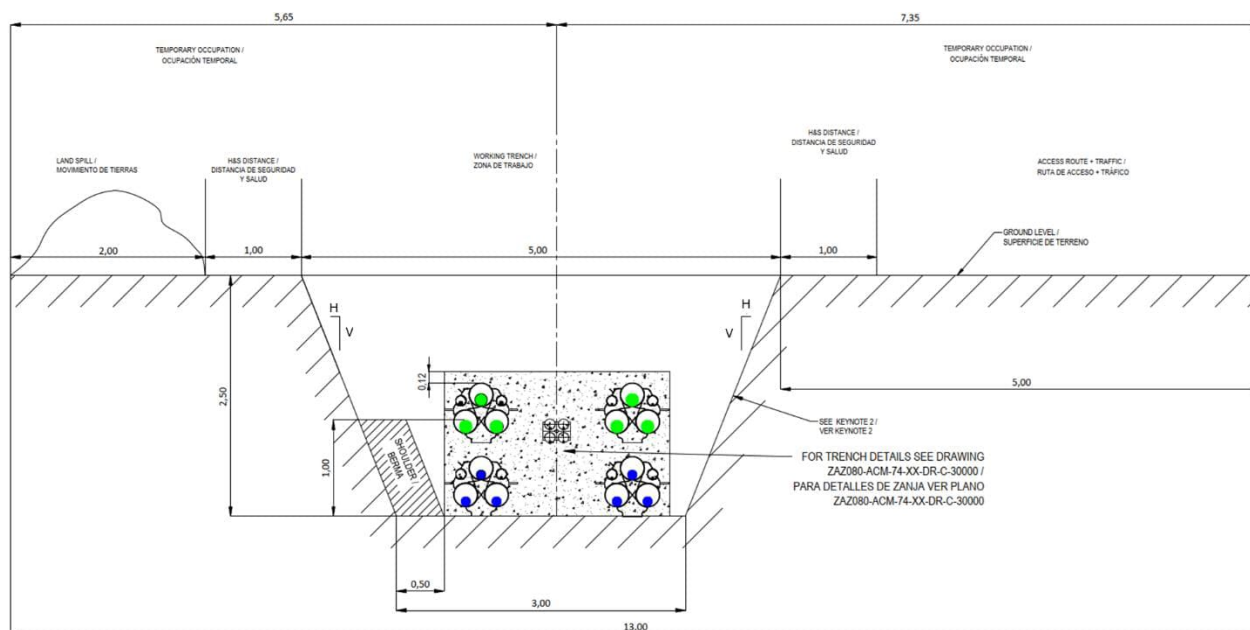 5,65
7,35
TEMPORARY OCCUPATION /
OCUPACIÓN TEMPORAL
TEMPORARY OCCUPATION /
OCUPACIÓN TEMPORAL
H&S DISTANCE /
DISTANCIA DE SEGURIDAD
Y SALUD
LAND SPILL /
MOVIMIENTO DE TIERRAS
H&S DISTANCE /
DISTANCIA DE SEGURIDAD
Y SALUD
WORKING TRENCH /
ZONA DE TRABAJO
ACCESS ROUTE + TRAFFIC /
RUTA DE ACCESO + TRÁFICO
GROUND LEVEL /
SUPERFICIE DE TERRENO
2,00
1,00
5,00
1,00
H
V
H
V
0,12
2,50
5,00
1,00
SHOULDER /
BERMA
SEE KEYNOTE 2 /
VER KEYNOTE 2
FOR TRENCH DETAILS SEE DRAWING
ZAZ080-ACM-74-XX-DR-C-30000 /
PARA DETALLES DE ZANJA VER PLANO
ZAZ080-ACM-74-XX-DR-C-30000
0,50
3,00
13,00